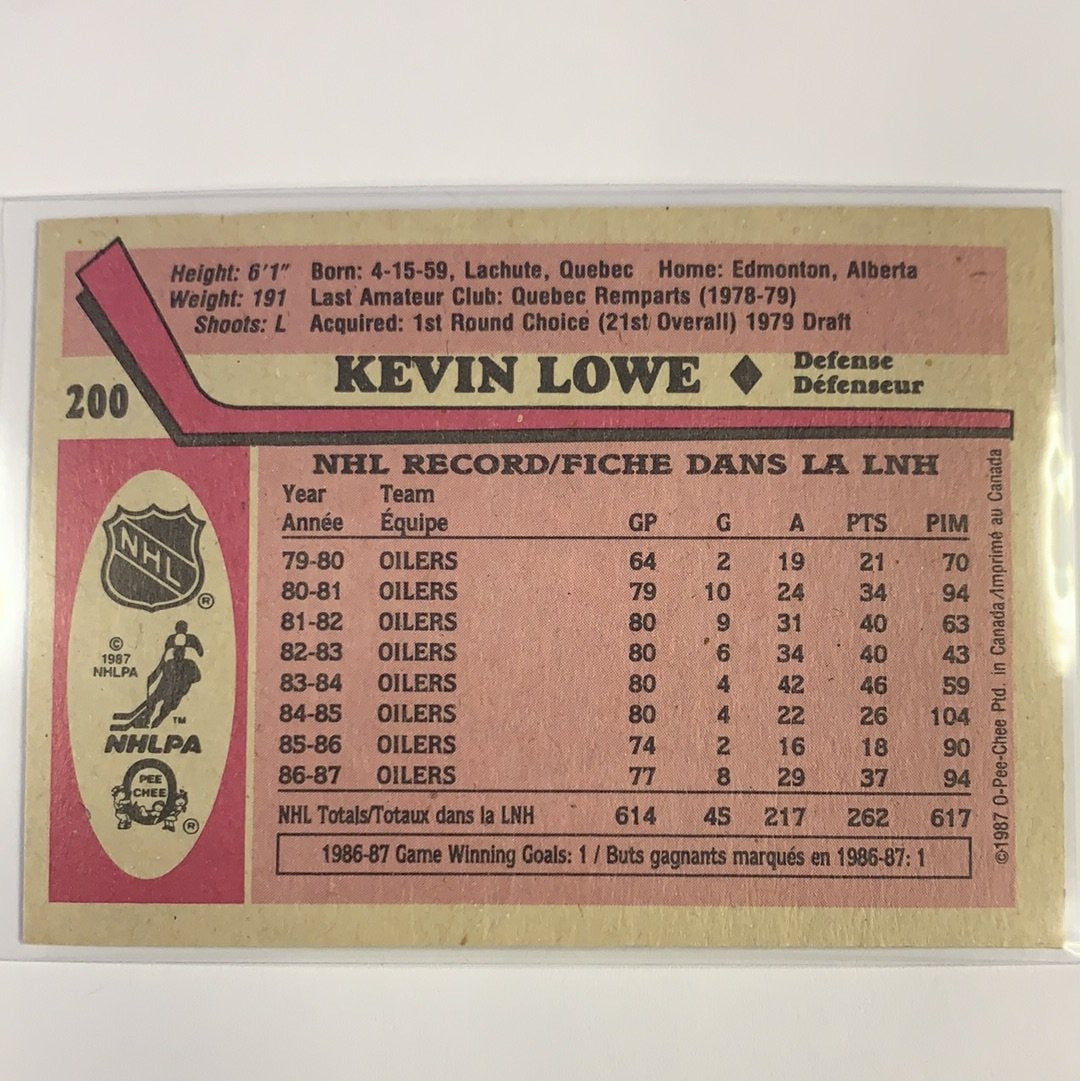 Height: 6'1" Born: 4-15-59, Lachute, Quebec Home: Edmonton, Alberta
Weight: 191 Last Amateur Club: Quebec Remparts (1978-79)
Shoots: L Acquired: 1st Round Choice (21st Overall) 1979 Draft
KEVIN LOWE ♦ Defense
Défenseur
200
NHL RECORD/FICHE DANS LA LNH
Year Team
Année Équipe GP G A PTS PIM
79-80 OILERS 64 2 19 21 70
80-81 OILERS 79 10 24 34 94
81-82 OILERS 80 9 31 40 63
82-83 OILERS 80 6 34 40 43
83-84 OILERS 80 4 42 46 59
84-85 OILERS 80 4 22 26 104
85-86 OILERS 74 2 16 18 90
86-87 OILERS 77 8 29 37 94
NHL Totals/Totaux dans la LNH 614 45 217 262 617
1986-87 Game Winning Goals: 1 / Buts gagnants marqués en 1986-87: 1
NHL
®
©
1987
NHLPA
TM
NHLPA
O
PEE
CHEE
®
©1987 O-Pee-Chee Ptd. in Canada/Imprimé au Canada